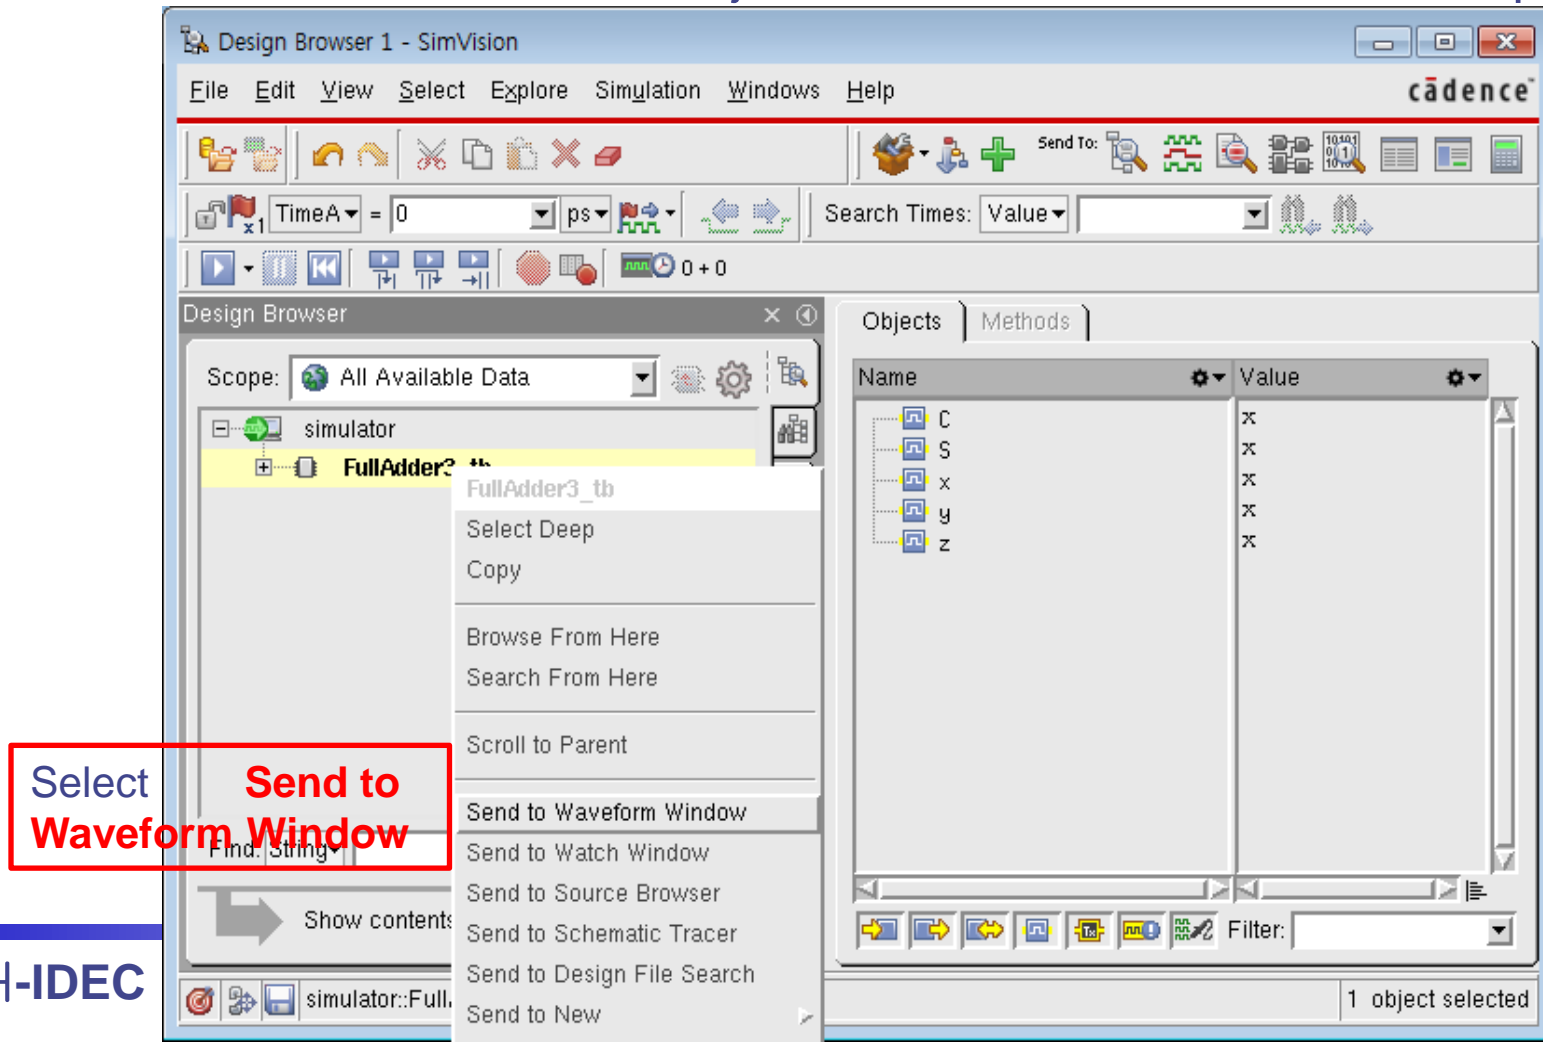 Design Browser 1 - SimVision
File Edit View Select Explore Simulation Windows Help
cādence
Send To:
TimeA = 0 ps
Search Times: Value
0 + 0
Design Browser
Objects Methods
Scope: All Available Data
Name Value
simulator
FullAdder3_tb
C x
S x
x x
y x
z x
FullAdder3_tb
Select Deep
Copy
Browse From Here
Search From Here
Scroll to Parent
Send to Waveform Window
Send to Watch Window
Send to Source Browser
Send to Schematic Tracer
Send to Design File Search
Send to New
Select Send to
Waveform Window
Find: String
Show contents
Filter:
-IDEC
simulator::Full
1 object selected